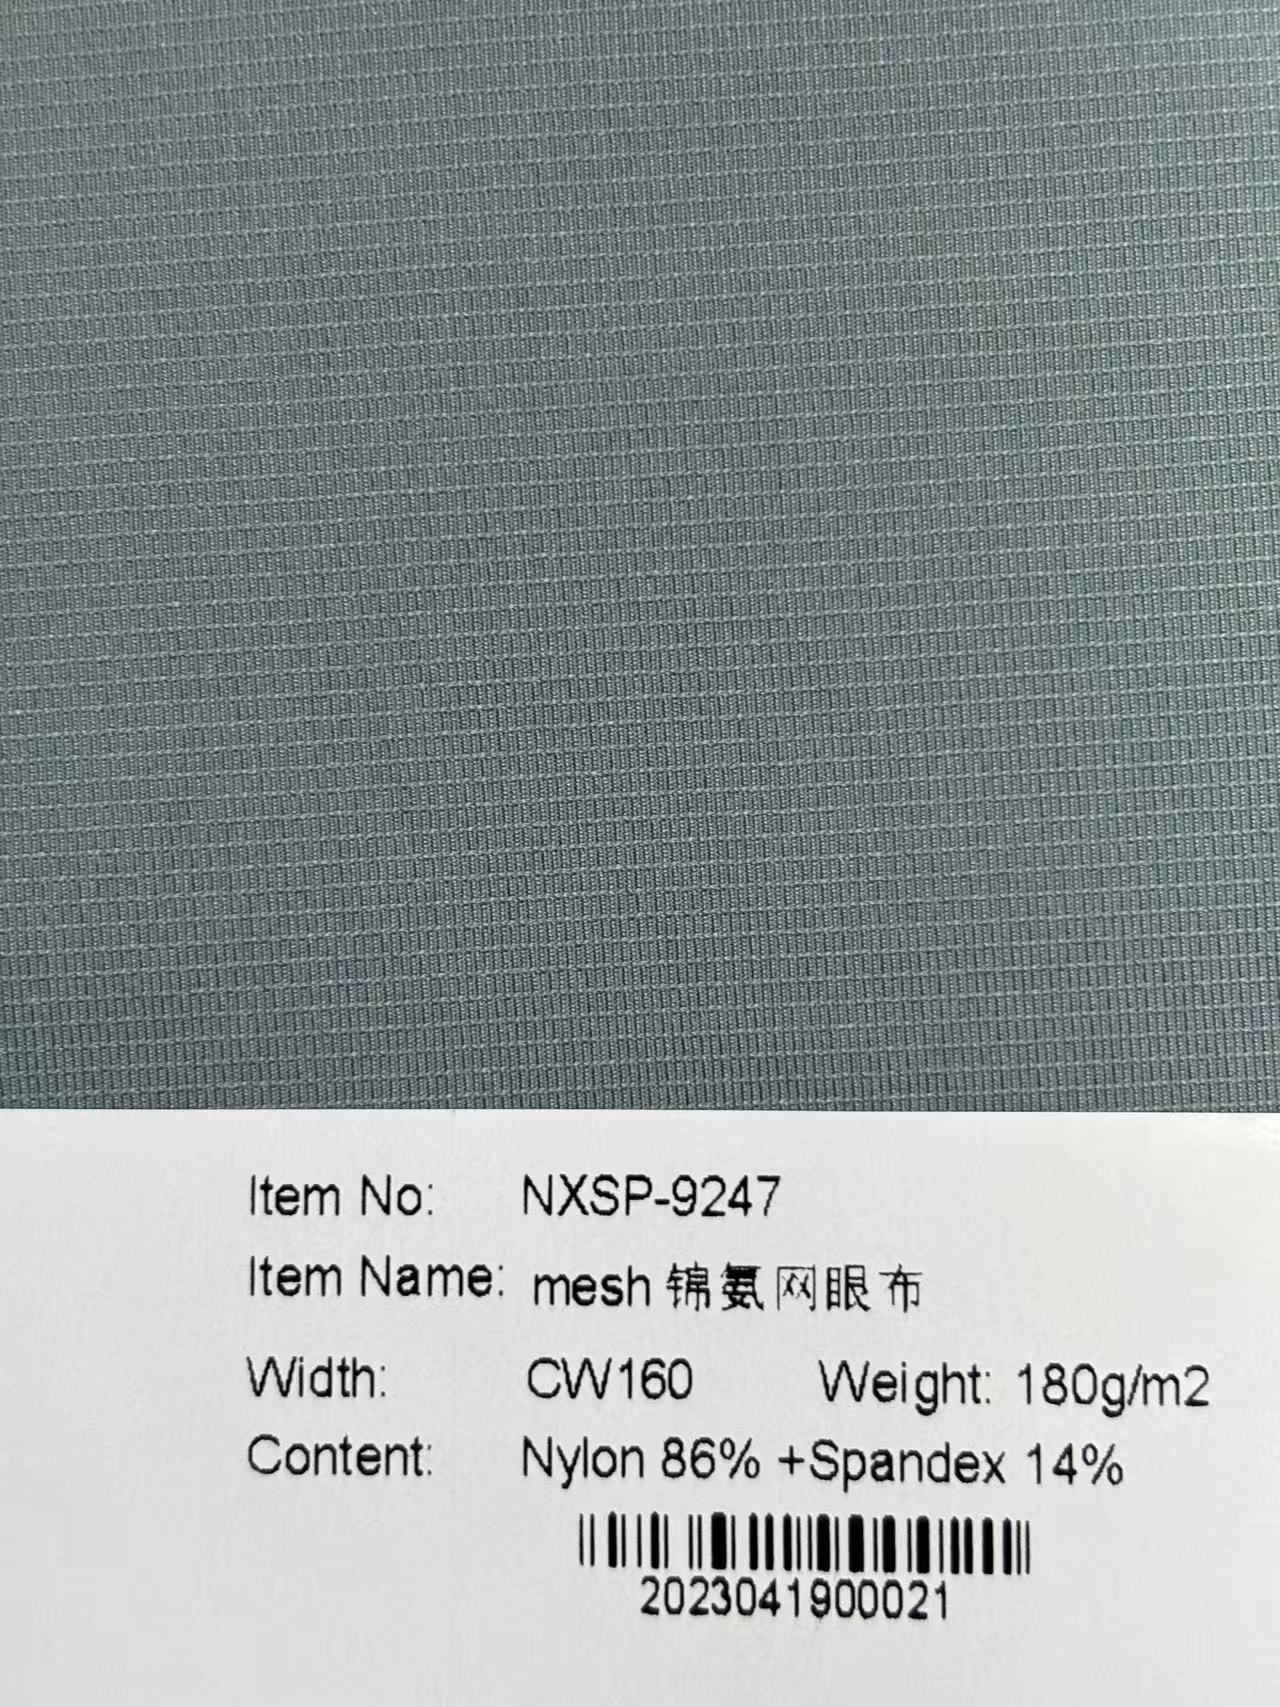 Item No: NXSP-9247
Item Name: mesh 锦氨网眼布
Width: CW160 Weight: 180g/m2
Content: Nylon 86% +Spandex 14%
2023041900021